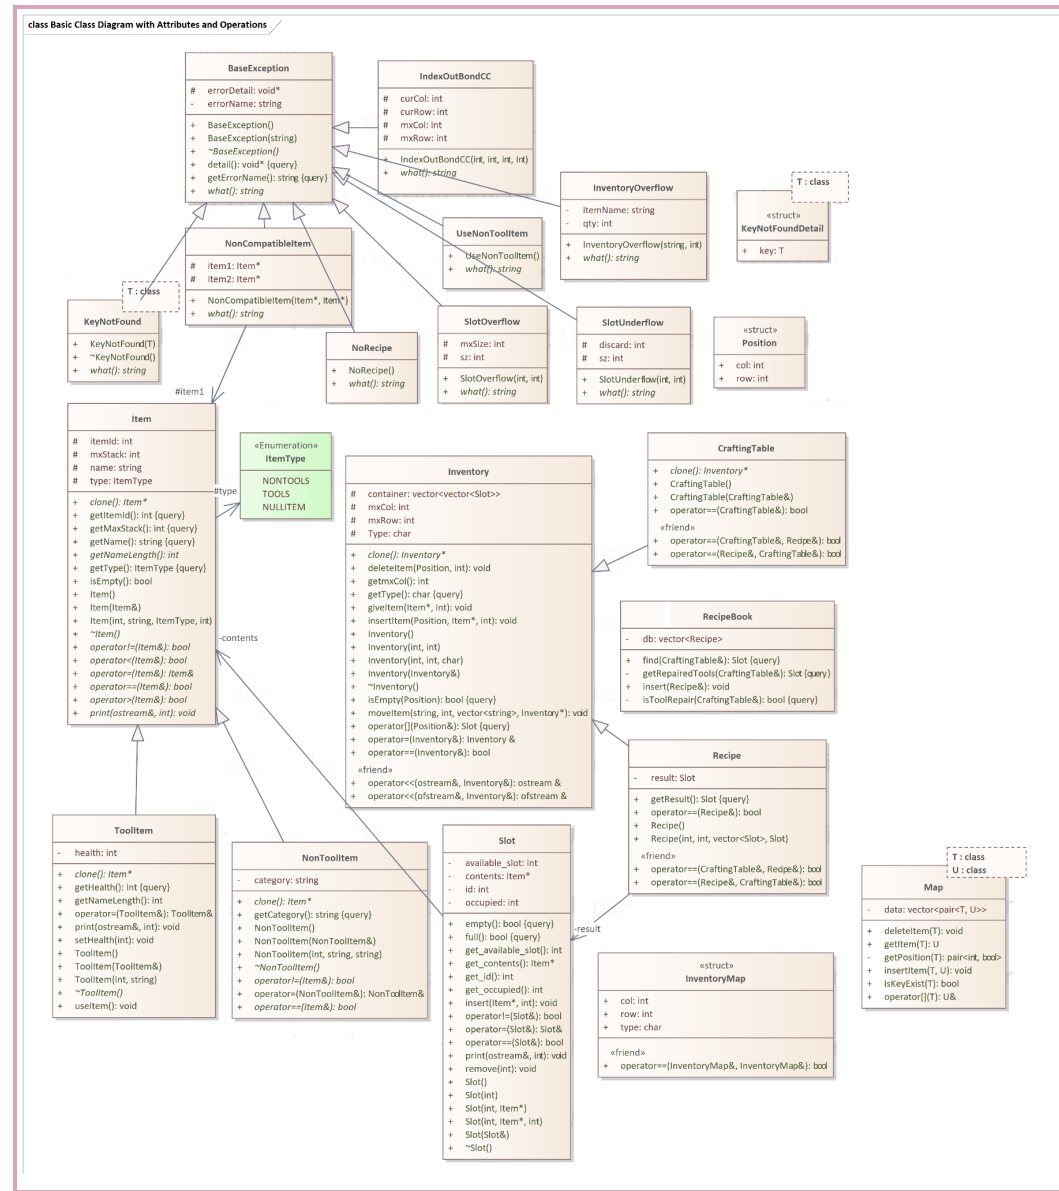 class Basic Class Diagram with Attributes and Operations
BaseException
# errorDetail: void*
- errorName: string
+ BaseException()
+ BaseException(string)
+ ~BaseException()
+ detail(): void* {query}
+ getErrorName(): string {query}
+ what(): string
IndexOutBondCC
# curCol: int
# curRow: int
# mxCol: int
# mxRow: int
+ IndexOutBondCC(int, int, int, int)
+ what(): string
InventoryOverflow
- itemName: string
- qty: int
+ InventoryOverflow(string, int)
+ what(): string
T : class
«struct»
KeyNotFoundDetail
+ key: T
UseNonToolItem
+ UseNonToolItem()
+ what(): string
NonCompatibleItem
# item1: Item*
# item2: Item*
+ NonCompatibleItem(Item*, Item*)
+ what(): string
T : class
KeyNotFound
+ KeyNotFound(T)
+ ~KeyNotFound()
+ what(): string
NoRecipe
+ NoRecipe()
+ what(): string
SlotOverflow
# mxSize: int
# sz: int
+ SlotOverflow(int, int)
+ what(): string
SlotUnderflow
# discard: int
# sz: int
+ SlotUnderflow(int, int)
+ what(): string
«struct»
Position
+ col: int
+ row: int
#item1
Item
# itemId: int
# mxStack: int
# name: string
# type: ItemType
+ clone(): Item*
+ getItemId(): int {query}
+ getMaxStack(): int {query}
+ getName(): string {query}
+ getNameLength(): int
+ getType(): ItemType {query}
+ isEmpty(): bool
+ Item()
+ Item(Item&)
+ Item(int, string, ItemType, int)
+ ~Item()
+ operator!=(Item&): bool
+ operator<(Item&): bool
+ operator=(Item&): Item&
+ operator==(Item&): bool
+ operator>(Item&): bool
+ print(ostream&, int): void
«Enumeration»
ItemType
NONTOOLS
TOOLS
NULLITEM
#type
-contents
Inventory
# container: vector<vector<Slot>>
# mxCol: int
# mxRow: int
# Type: char
+ clone(): Inventory*
+ deleteItem(Position, int): void
+ getmxCol(): int
+ getType(): char {query}
+ giveItem(Item*, int): void
+ insertItem(Position, Item*, int): void
+ Inventory()
+ Inventory(int, int)
+ Inventory(int, int, char)
+ Inventory(Inventory&)
+ ~Inventory()
+ isEmpty(Position): bool {query}
+ moveItem(string, int, vector<string>, Inventory*): void
+ operator[](Position&): Slot {query}
+ operator=(Inventory&): Inventory &
+ operator==(Inventory&): bool
«friend»
+ operator<<(ostream&, Inventory&): ostream &
+ operator<<(ofstream&, Inventory&): ofstream &
CraftingTable
+ clone(): Inventory*
+ CraftingTable()
+ CraftingTable(CraftingTable&)
+ operator==(CraftingTable&): bool
«friend»
+ operator==(CraftingTable&, Recipe&): bool
+ operator==(Recipe&, CraftingTable&): bool
RecipeBook
- db: vector<Recipe>
+ find(CraftingTable&): Slot {query}
- getRepairedTools(CraftingTable&): Slot {query}
+ insert(Recipe&): void
- isToolRepair(CraftingTable&): bool {query}
Recipe
- result: Slot
+ getResult(): Slot {query}
+ operator==(Recipe&): bool
+ Recipe()
+ Recipe(int, int, vector<Slot>, Slot)
«friend»
+ operator==(CraftingTable&, Recipe&): bool
+ operator==(Recipe&, CraftingTable&): bool
-result
ToolItem
- health: int
+ clone(): Item*
+ getHealth(): int {query}
+ getNameLength(): int
+ operator=(ToolItem&): ToolItem&
+ print(ostream&, int): void
+ setHealth(int): void
+ ToolItem()
+ ToolItem(ToolItem&)
+ ToolItem(int, string)
+ ~ToolItem()
+ useItem(): void
NonToolItem
- category: string
+ clone(): Item*
+ getCategory(): string {query}
+ NonToolItem()
+ NonToolItem(NonToolItem&)
+ NonToolItem(int, string, string)
+ ~NonToolItem()
+ operator!=(Item&): bool
+ operator=(NonToolItem&): NonToolItem&
+ operator==(Item&): bool
Slot
- available_slot: int
- contents: Item*
- id: int
- occupied: int
+ empty(): bool {query}
+ full(): bool {query}
+ get_available_slot(): int
+ get_contents(): Item*
+ get_id(): int
+ get_occupied(): int
+ insert(Item*, int): void
+ operator!=(Slot&): bool
+ operator=(Slot&): Slot&
+ operator==(Slot&): bool
+ print(ostream&, int): void
+ remove(int): void
+ Slot()
+ Slot(int)
+ Slot(int, Item*)
+ Slot(int, Item*, int)
+ Slot(Slot&)
+ ~Slot()
«struct»
InventoryMap
+ col: int
+ row: int
+ type: char
«friend»
+ operator==(InventoryMap&, InventoryMap&): bool
T : class
U : class
Map
- data: vector<pair<T, U>>
+ deleteItem(T): void
+ getItem(T): U
- getPosition(T): pair<int, bool>
+ insertItem(T, U): void
+ isKeyExist(T): bool
+ operator[](T): U&